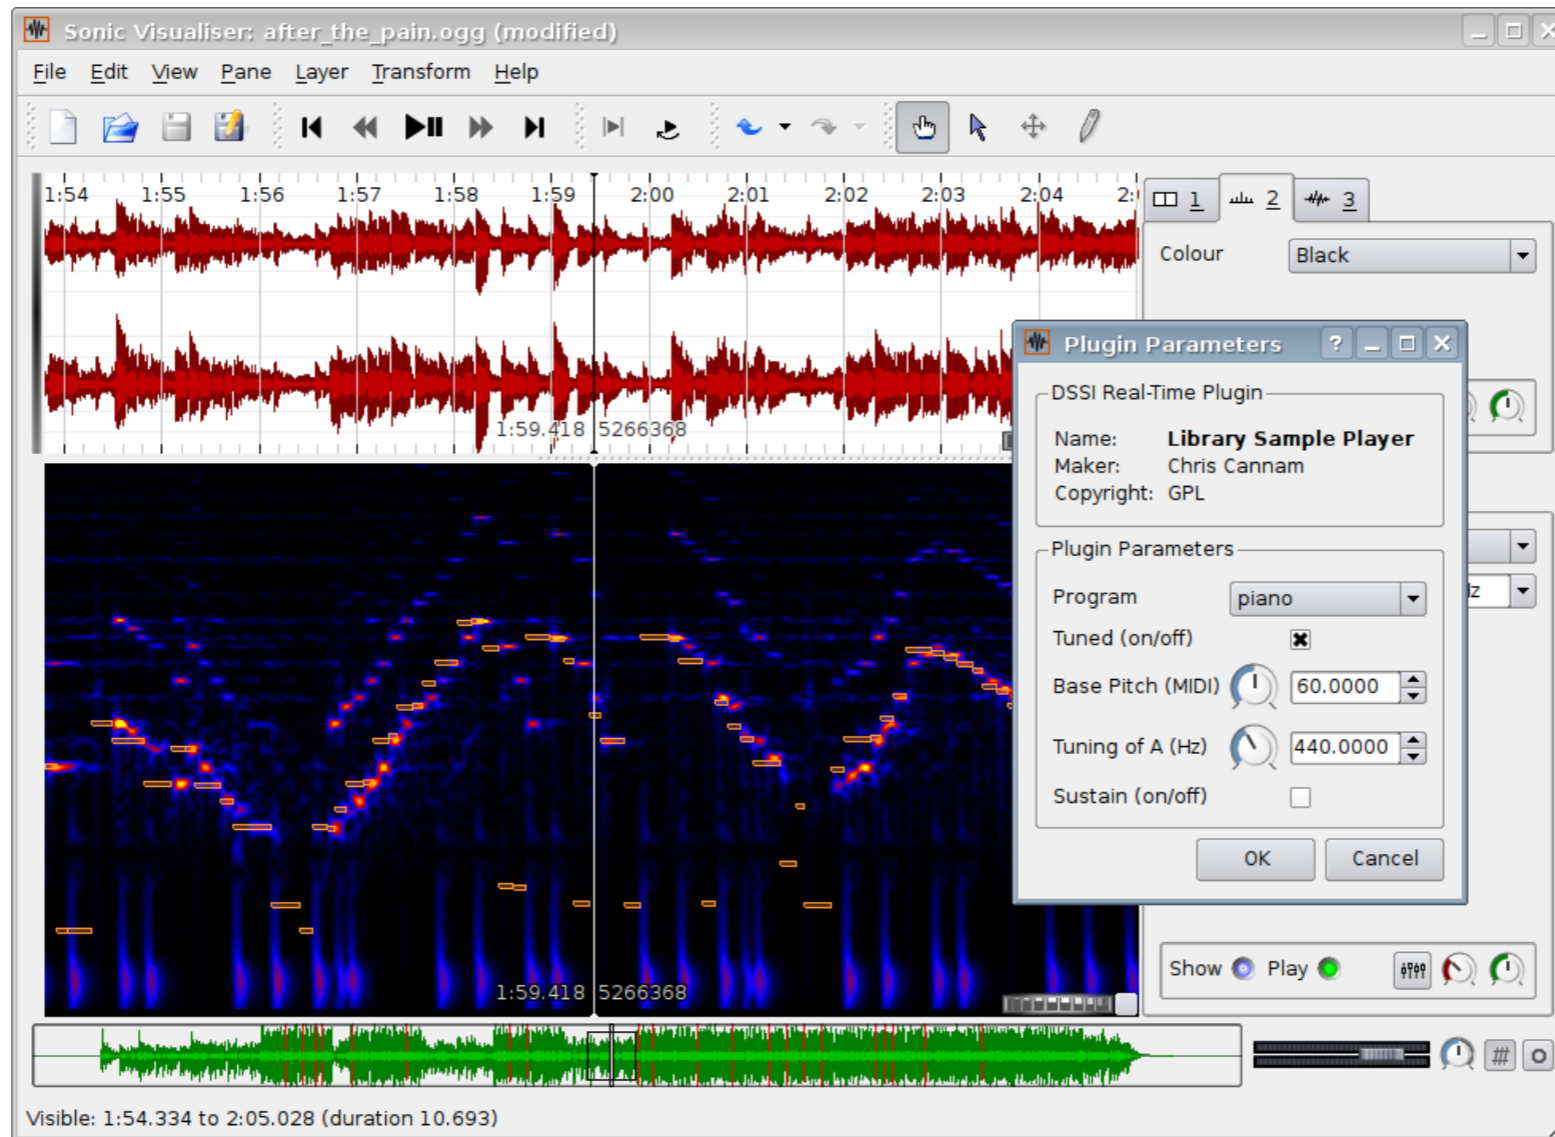 Sonic Visualiser: after_the_pain.ogg (modified)
File Edit View Pane Layer Transform Help
1:54 1:55 1:56 1:57 1:58 1:59 2:00 2:01 2:02 2:03 2:04
1 2 3
Colour Black
1:59.418 5266368
Plugin Parameters ?
DSSI Real-Time Plugin
Name: Library Sample Player
Maker: Chris Cannam
Copyright: GPL
Plugin Parameters
Program piano
Tuned (on/off)
Base Pitch (MIDI) 60.0000
Tuning of A (Hz) 440.0000
Sustain (on/off)
OK Cancel
Show Play
1:59.418 5266368
#
Visible: 1:54.334 to 2:05.028 (duration 10.693)